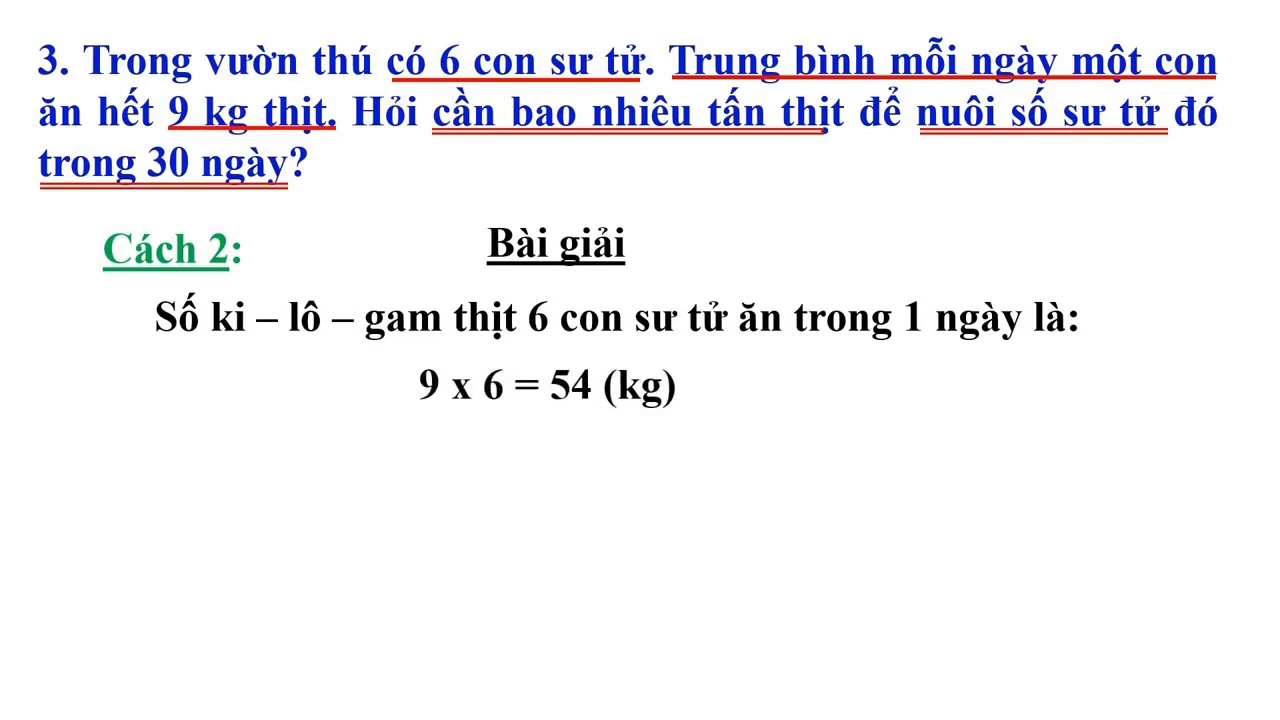 3. Trong vườn thú có 6 con sư tử. Trung bình mỗi ngày một con
ăn hết 9 kg thịt. Hỏi cần bao nhiêu tấn thịt để nuôi số sư tử đó
trong 30 ngày?
Cách 2:
Bài giải
Số ki – lô – gam thịt 6 con sư tử ăn trong 1 ngày là:
9 x 6 = 54 (kg)